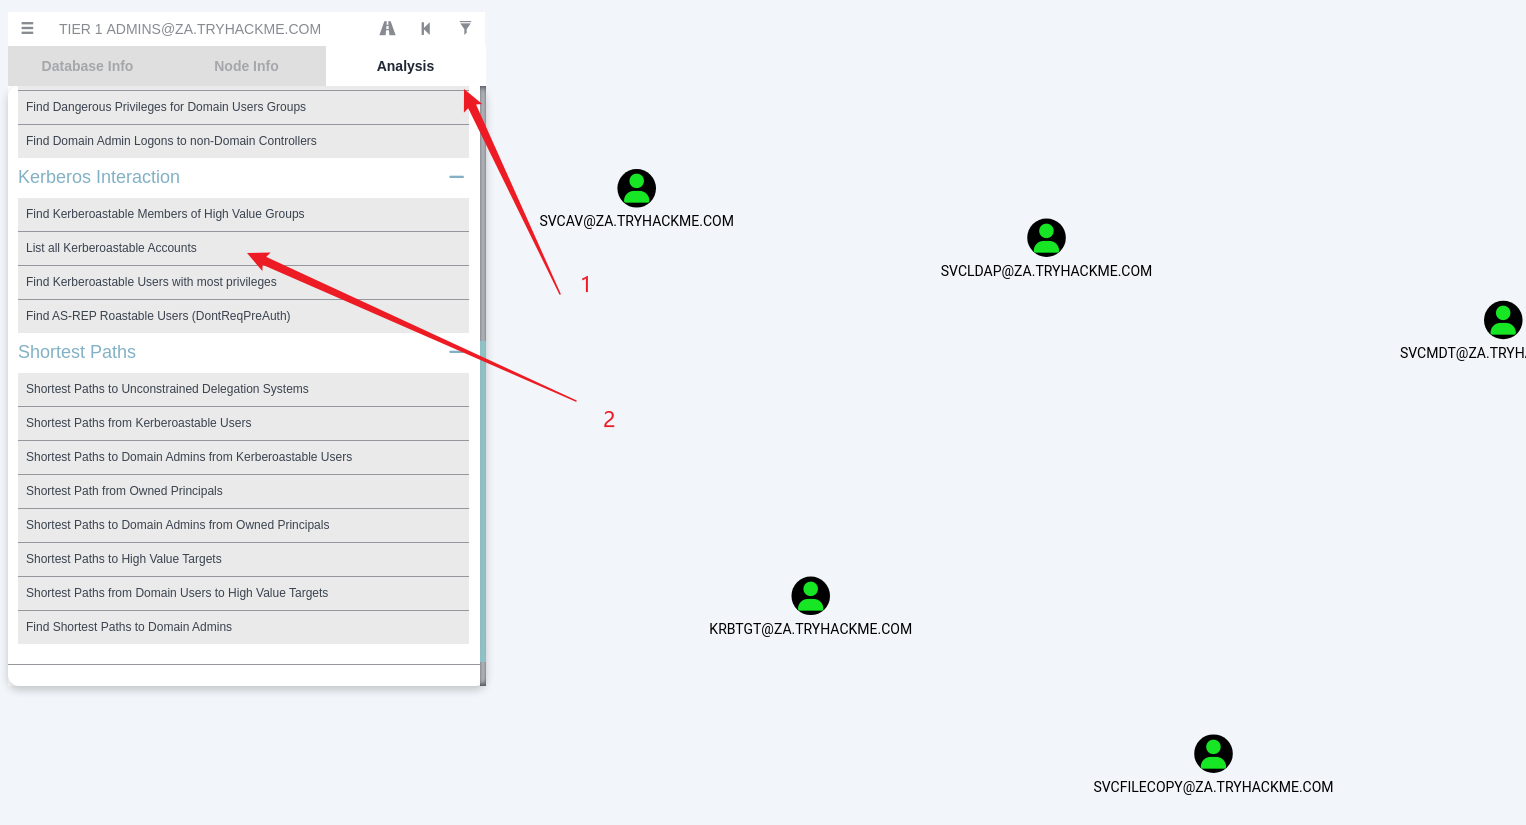 TIER 1 ADMINS@ZA.TRYHACKME.COM
Database Info Node Info Analysis
Find Dangerous Privileges for Domain Users Groups
Find Domain Admin Logons to non-Domain Controllers
Kerberos Interaction
Find Kerberoastable Members of High Value Groups
List all Kerberoastable Accounts
Find Kerberoastable Users with most privileges
Find AS-REP Roastable Users (DontReqPreAuth)
Shortest Paths
Shortest Paths to Unconstrained Delegation Systems
Shortest Paths from Kerberoastable Users
Shortest Paths to Domain Admins from Kerberoastable Users
Shortest Path from Owned Principals
Shortest Paths to Domain Admins from Owned Principals
Shortest Paths to High Value Targets
Shortest Paths from Domain Users to High Value Targets
Find Shortest Paths to Domain Admins
1
2
SVCAV@ZA.TRYHACKME.COM
SVCLDAP@ZA.TRYHACKME.COM
SVCMDT@ZA.TRYH
KRBTGT@ZA.TRYHACKME.COM
SVCFILECOPY@ZA.TRYHACKME.COM